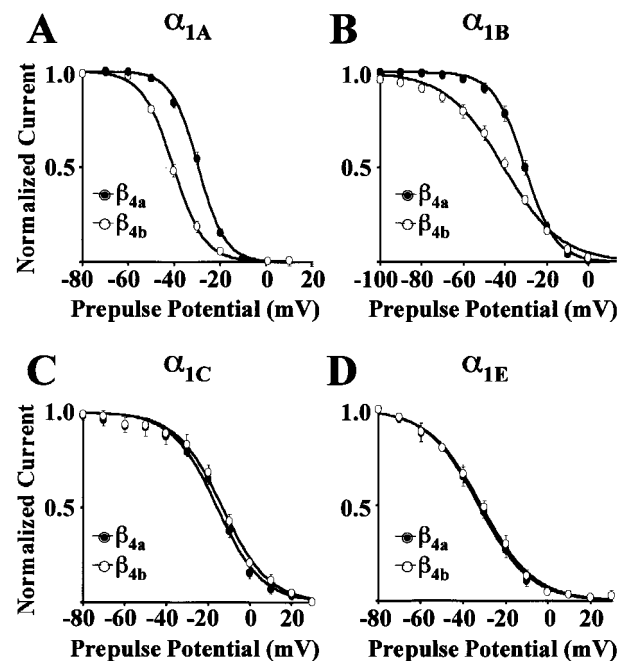 A α1A
Normalized Current
1.0
0.5
β4a
β4b
-80 -60 -40 -20 0 20
Prepulse Potential (mV)
B α1B
1.0
0.5
β4a
β4b
-100 -80 -60 -40 -20 0
Prepulse Potential (mV)
C α1C
Normalized Current
1.0
0.5
β4a
β4b
-80 -60 -40 -20 0 20
Prepulse Potential (mV)
D α1E
1.0
0.5
β4a
β4b
-80 -60 -40 -20 0 20
Prepulse Potential (mV)